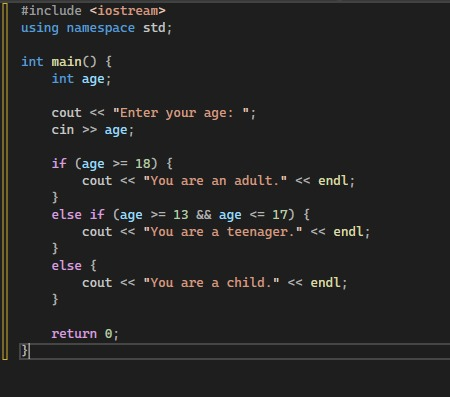 #include <iostream>
using namespace std;

int main() {
    int age;

    cout << "Enter your age: ";
    cin >> age;

    if (age >= 18) {
        cout << "You are an adult." << endl;
    }
    else if (age >= 13 && age <= 17) {
        cout << "You are a teenager." << endl;
    }
    else {
        cout << "You are a child." << endl;
    }

    return 0;
}